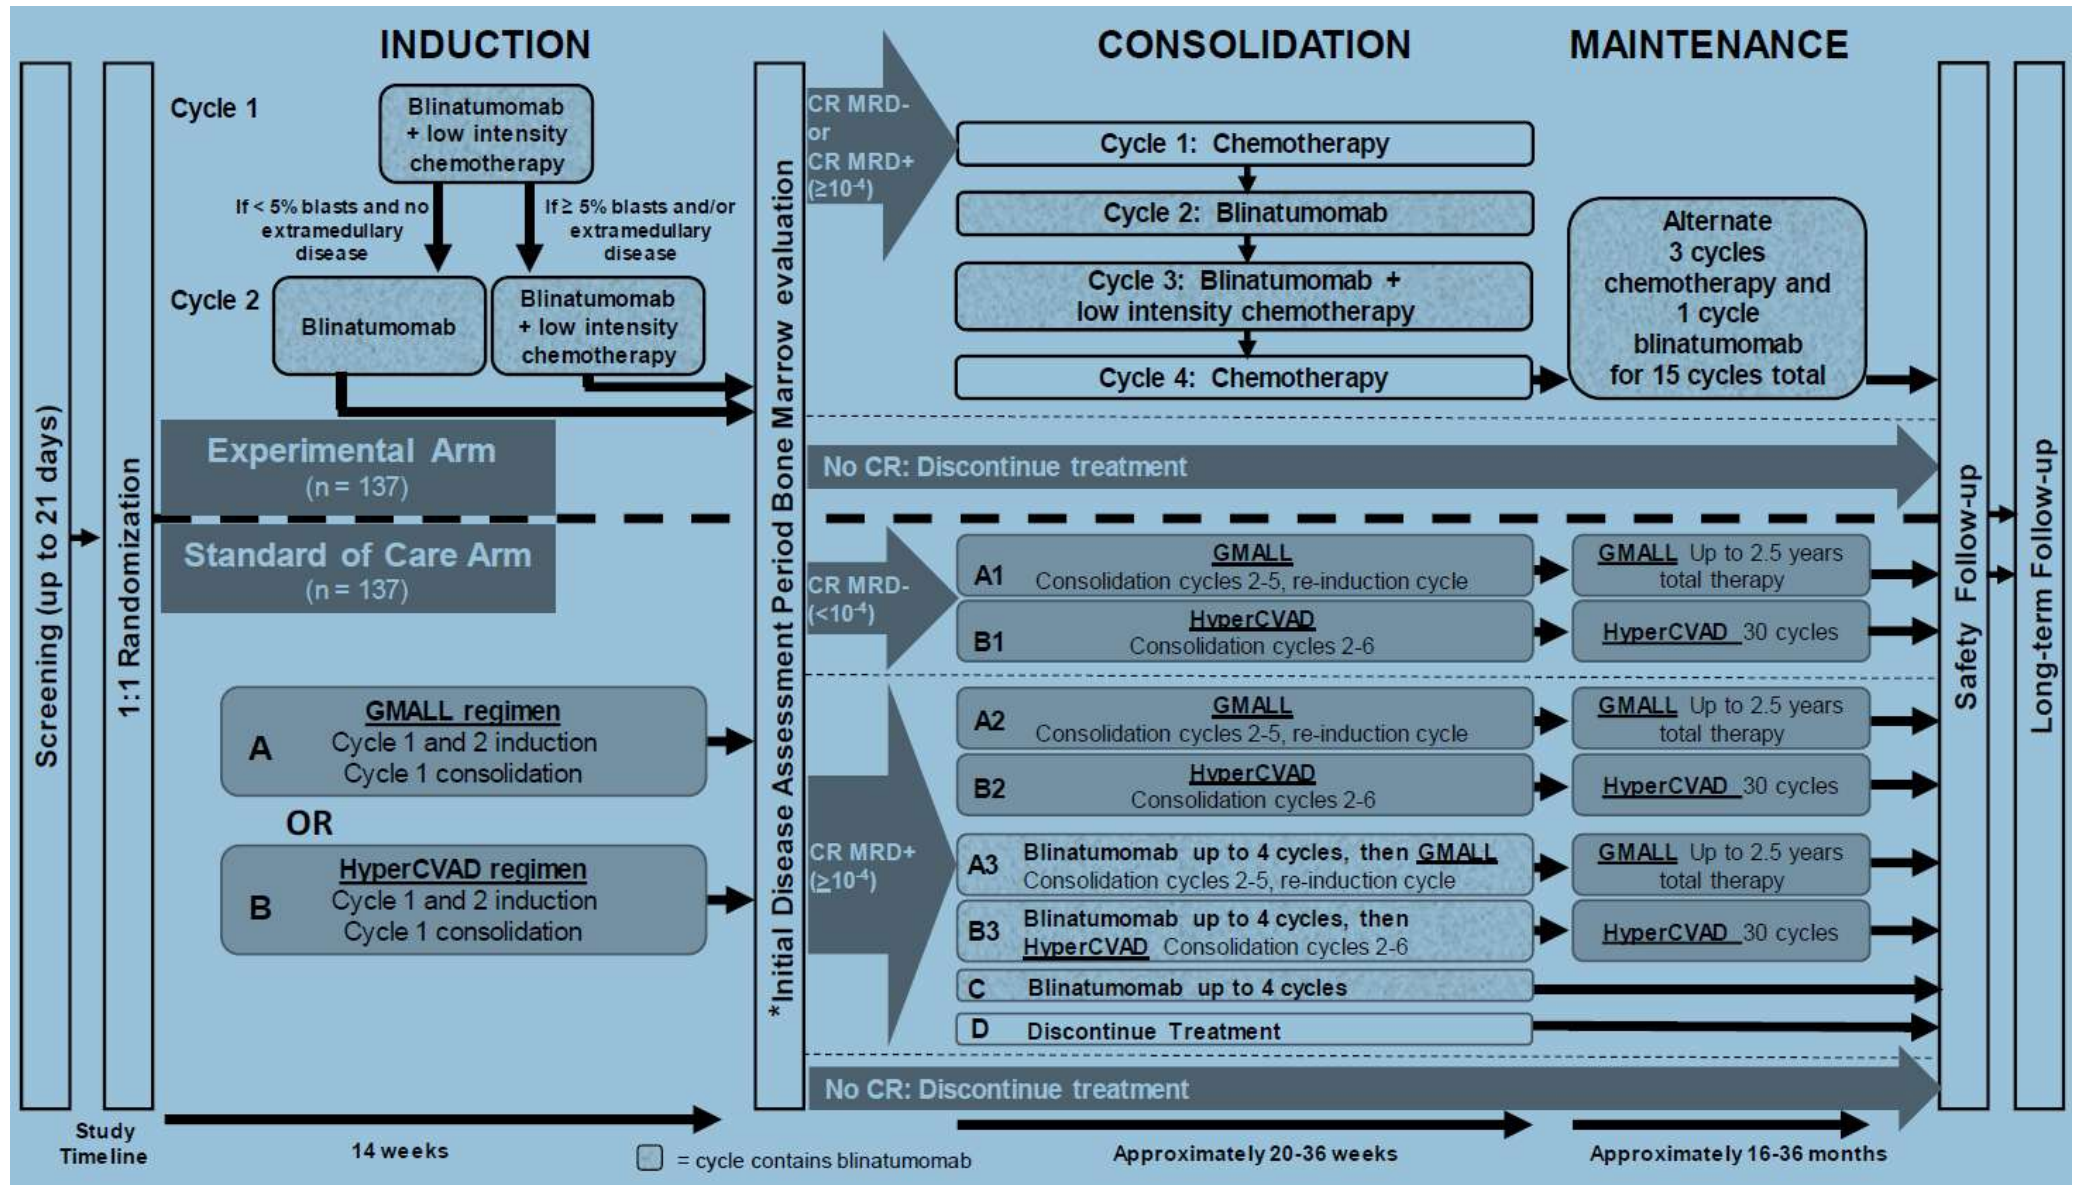 INDUCTION
CONSOLIDATION
MAINTENANCE
Screening (up to 21 days)
1:1 Randomization
Cycle 1
Blinatumomab
+ low intensity
chemotherapy
If < 5% blasts and no
extramedullary
disease
If ≥ 5% blasts and/or
extramedullary
disease
Cycle 2
Blinatumomab
Blinatumomab
+ low intensity
chemotherapy
Experimental Arm
(n = 137)
Standard of Care Arm
(n = 137)
A
GMALL regimen
Cycle 1 and 2 induction
Cycle 1 consolidation
OR
B
HyperCVAD regimen
Cycle 1 and 2 induction
Cycle 1 consolidation
*Initial Disease Assessment Period Bone Marrow evaluation
CR MRD-
or
CR MRD+
(≥10-4)
Cycle 1: Chemotherapy
Cycle 2: Blinatumomab
Cycle 3: Blinatumomab +
low intensity chemotherapy
Cycle 4: Chemotherapy
Alternate
3 cycles
chemotherapy and
1 cycle
blinatumomab
for 15 cycles total
No CR: Discontinue treatment
CR MRD-
(<10-4)
A1
GMALL
Consolidation cycles 2-5, re-induction cycle
GMALL Up to 2.5 years
total therapy
B1
HyperCVAD
Consolidation cycles 2-6
HyperCVAD 30 cycles
CR MRD+
(≥10-4)
A2
GMALL
Consolidation cycles 2-5, re-induction cycle
GMALL Up to 2.5 years
total therapy
B2
HyperCVAD
Consolidation cycles 2-6
HyperCVAD 30 cycles
A3
Blinatumomab up to 4 cycles, then GMALL
Consolidation cycles 2-5, re-induction cycle
GMALL Up to 2.5 years
total therapy
B3
Blinatumomab up to 4 cycles, then
HyperCVAD Consolidation cycles 2-6
HyperCVAD 30 cycles
C
Blinatumomab up to 4 cycles
D
Discontinue Treatment
No CR: Discontinue treatment
Safety Follow-up
Long-term Follow-up
Study
Timeline
14 weeks
= cycle contains blinatumomab
Approximately 20-36 weeks
Approximately 16-36 months